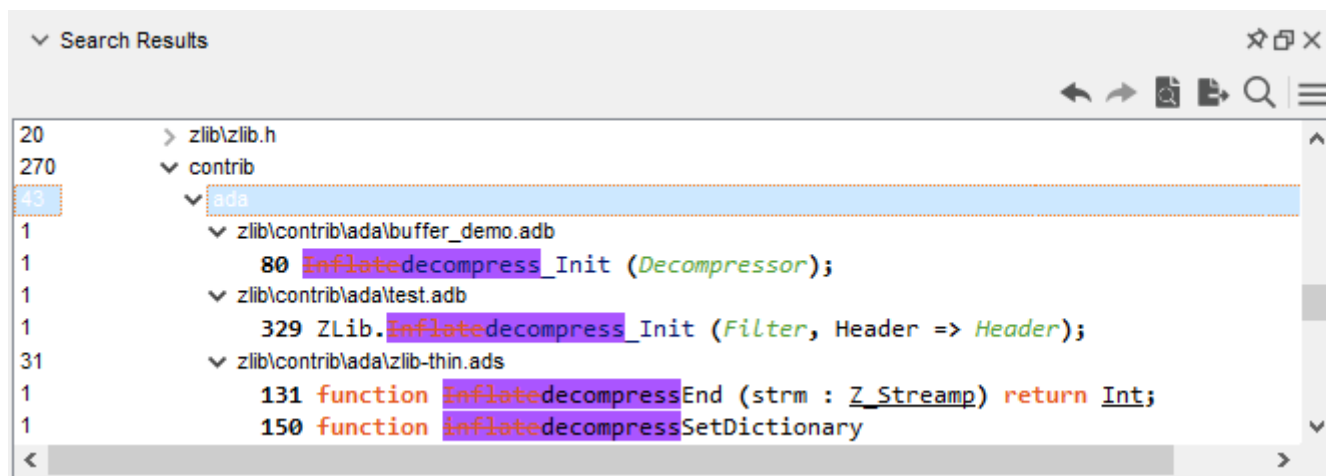 Search Results
20 zlib\zlib.h
270 contrib
43 ada
1 zlib\contrib\ada\buffer_demo.adb
1 80 Inflatedecompress_Init (Decompressor);
1 zlib\contrib\ada\test.adb
1 329 ZLib.Inflatedecompress_Init (Filter, Header => Header);
31 zlib\contrib\ada\zlib-thin.ads
1 131 function InflatedecompressEnd (strm : Z_Streamp) return Int;
1 150 function inflatedecompressSetDictionary